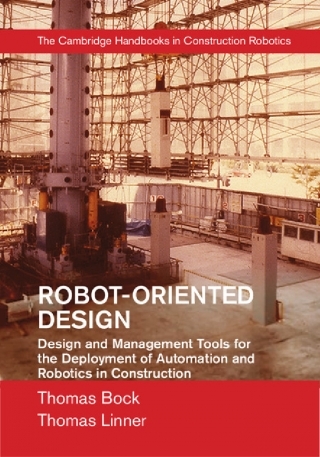 The Cambridge Handbooks in Construction Robotics
ROBOT-ORIENTED
DESIGN
Design and Management Tools for
the Deployment of Automation and
Robotics in Construction
Thomas Bock
Thomas Linner